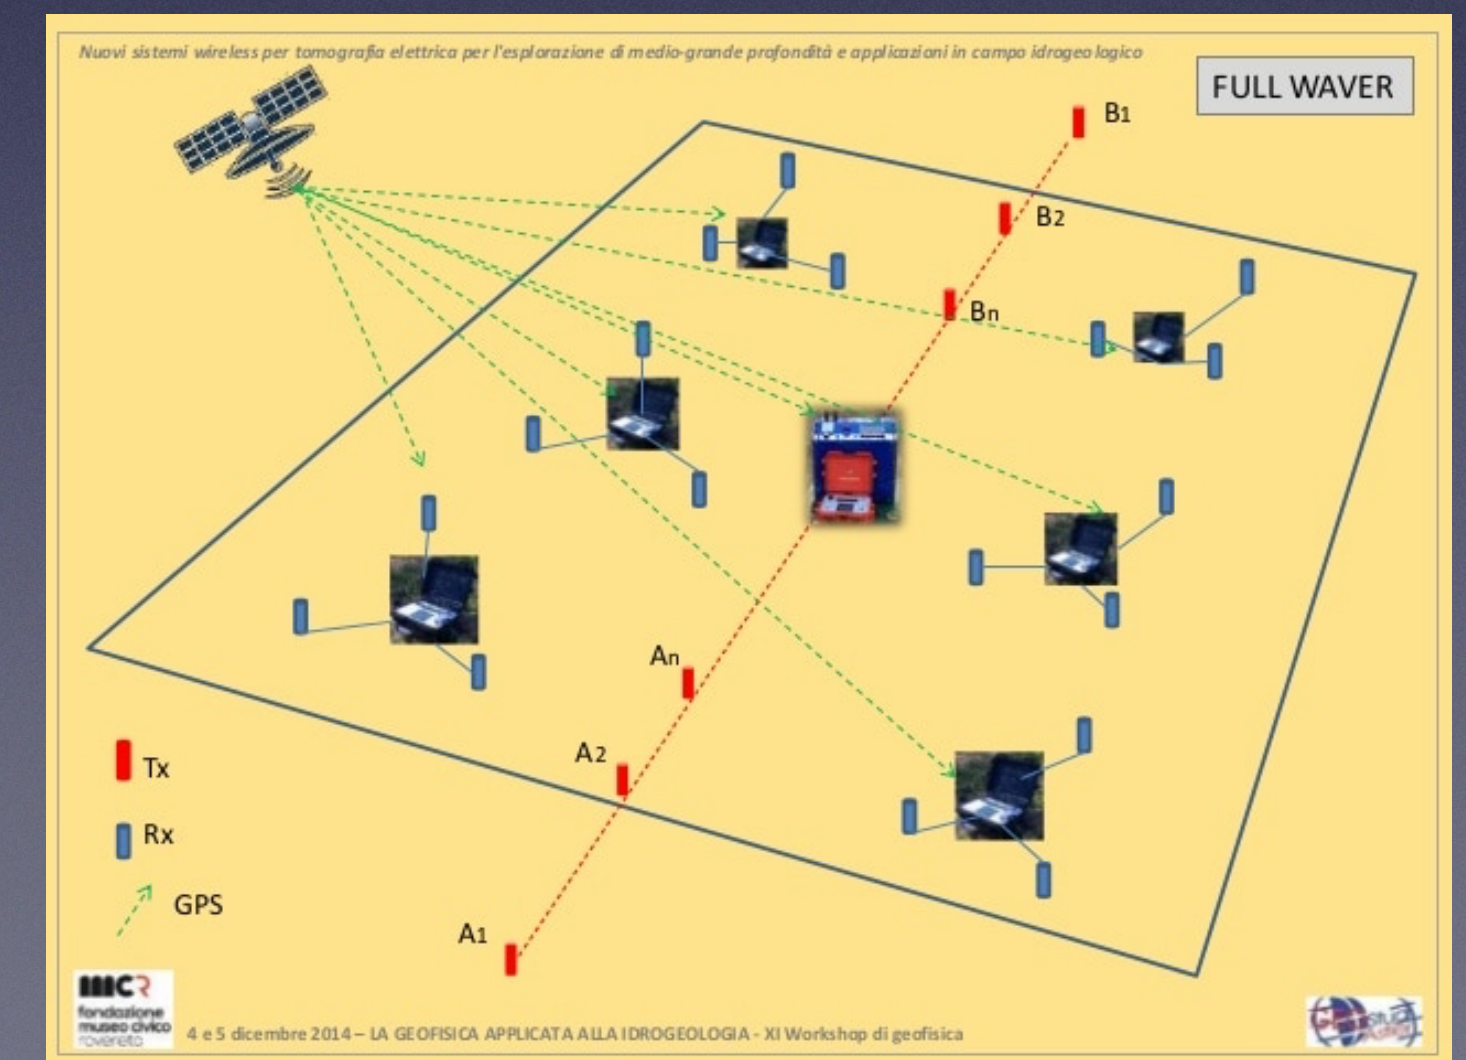 Nuovi sistemi wireless per tomografia elettrica per l'esplorazione di medio-grande profondità e applicazioni in campo idrogeologico
FULL WAVER
B1
B2
Bn
An
A2
Tx
Rx
GPS
A1
MCR
fondazione
museo civico
rovereto
4 e 5 dicembre 2014 – LA GEOFISICA APPLICATA ALLA IDROGEOLOGIA - XI Workshop di geofisica